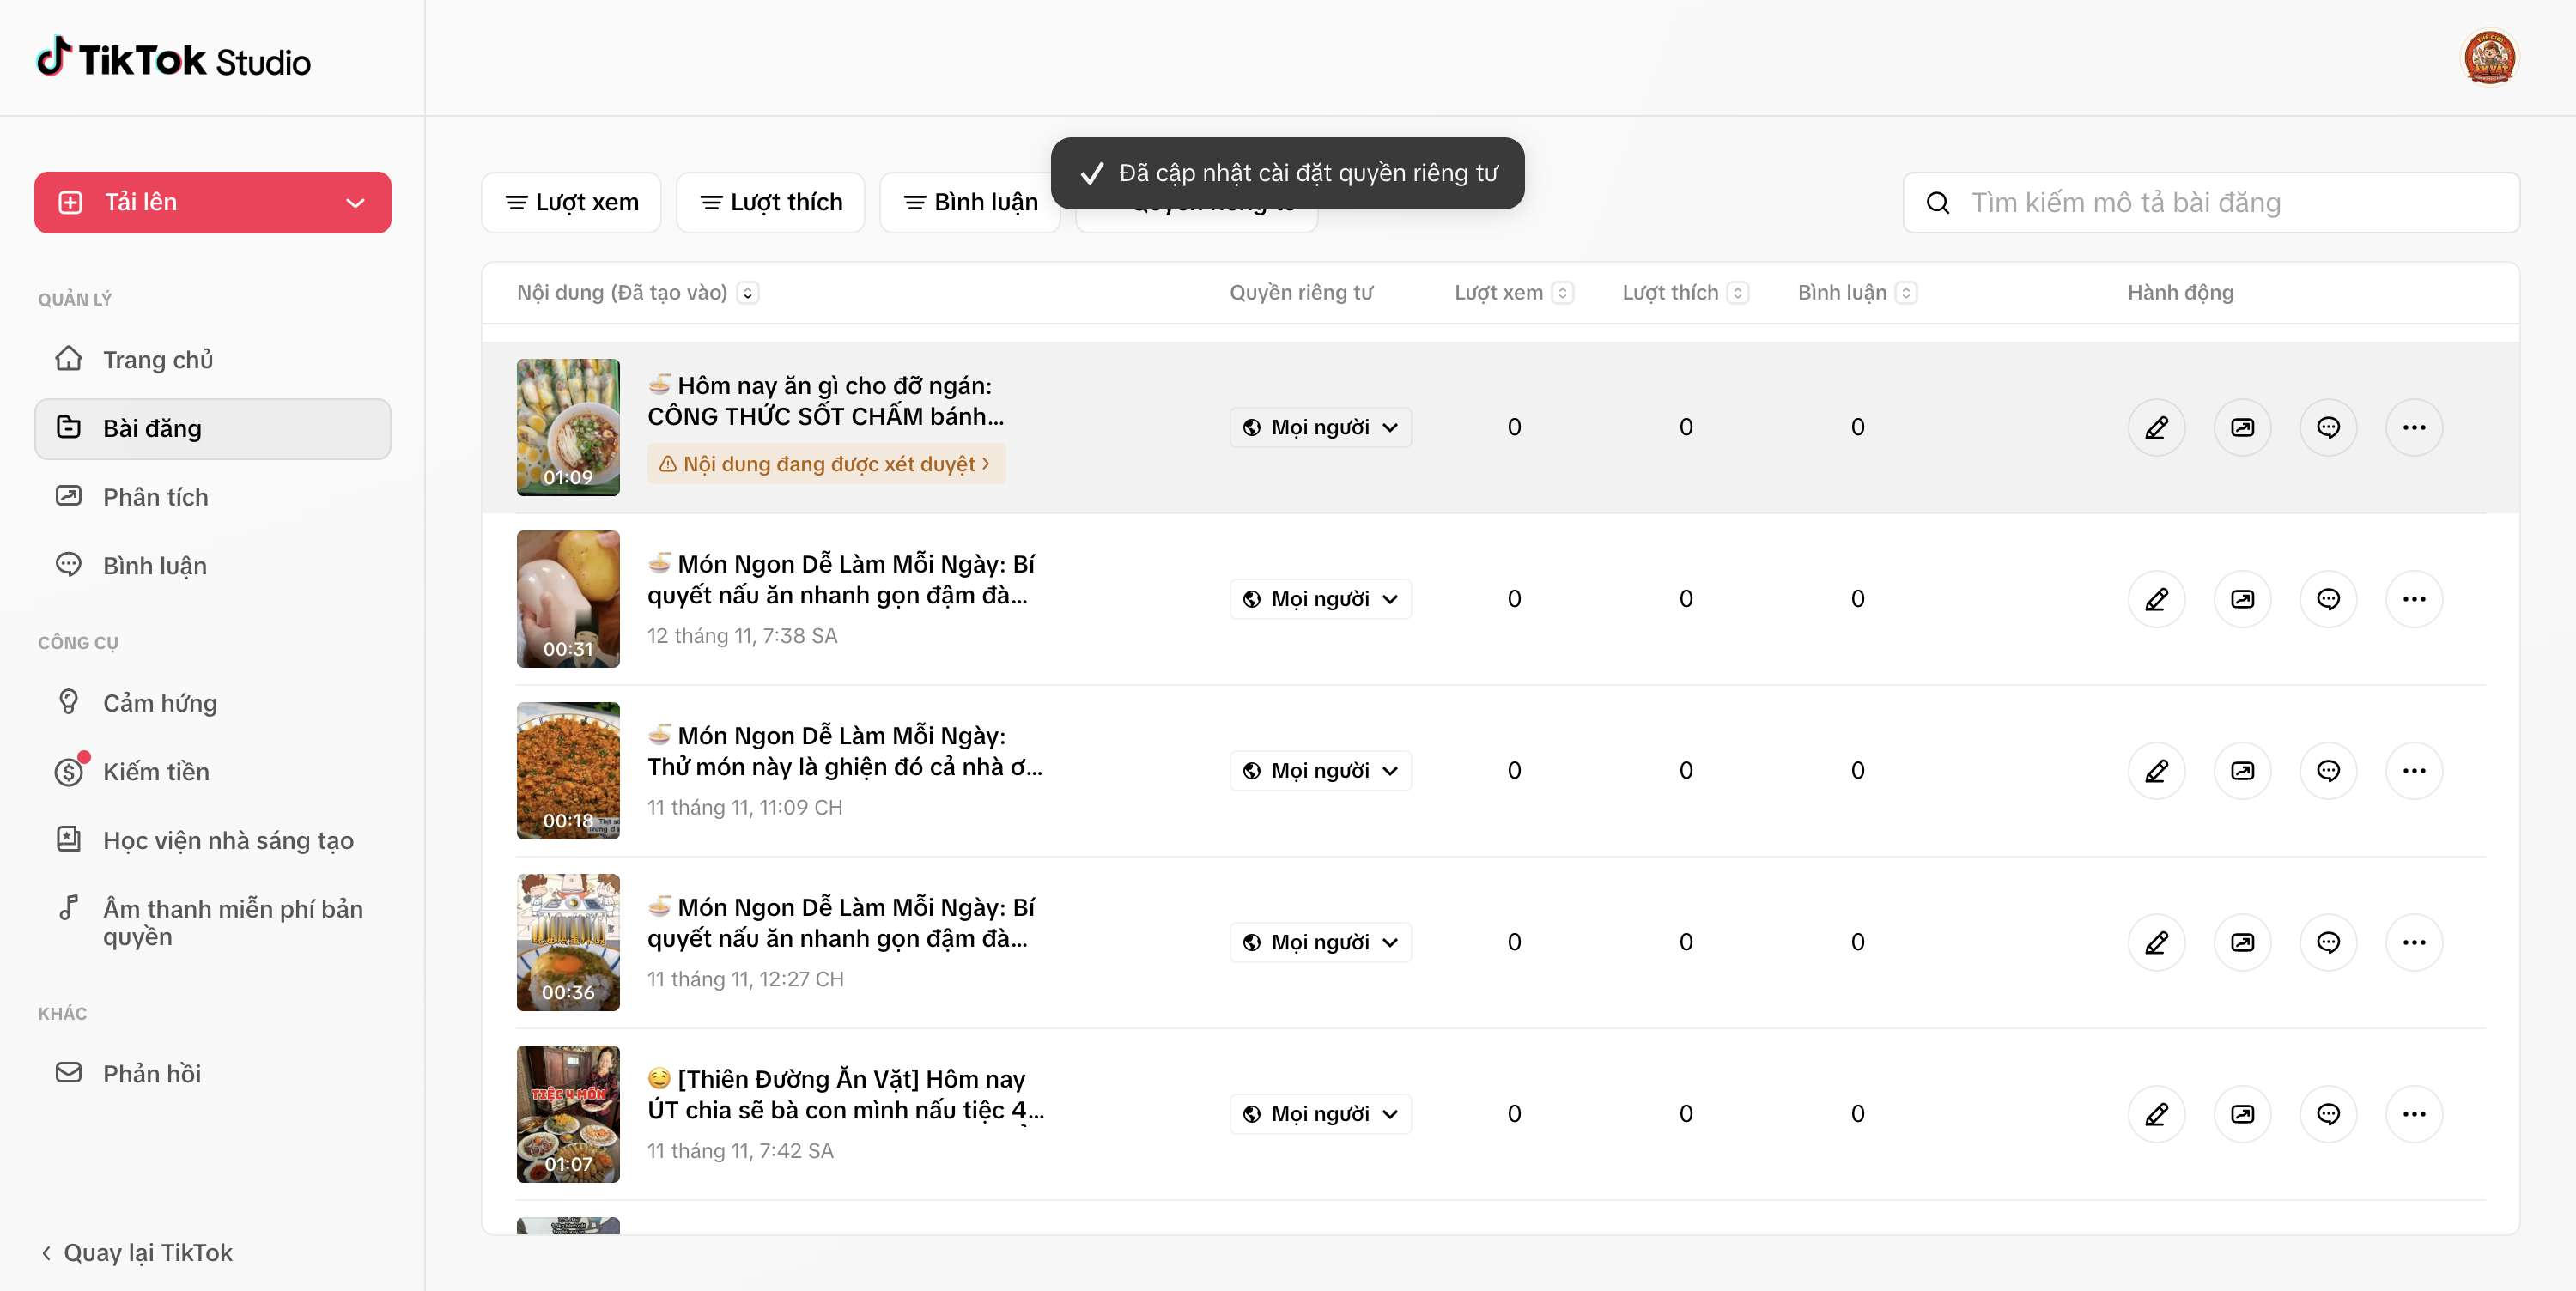 TikTok Studio
Tải lên
QUẢN LÝ
Trang chủ
Bài đăng
Phân tích
Bình luận
CÔNG CỤ
Cảm hứng
Kiếm tiền
Học viện nhà sáng tạo
Âm thanh miễn phí bản
quyền
KHÁC
Phản hồi
Quay lại TikTok
Đã cập nhật cài đặt quyền riêng tư
Lượt xem Lượt thích Bình luận
Tìm kiếm mô tả bài đăng
Nội dung (Đã tạo vào) Quyền riêng tư Lượt xem Lượt thích Bình luận Hành động
01:09
🍜 Hôm nay ăn gì cho đỡ ngán:
CÔNG THỨC SỐT CHẤM bánh...
Nội dung đang được xét duyệt
Mọi người 0 0 0
00:31
🍜 Món Ngon Dễ Làm Mỗi Ngày: Bí
quyết nấu ăn nhanh gọn đậm đà...
12 tháng 11, 7:38 SA
Mọi người 0 0 0
00:18
🍜 Món Ngon Dễ Làm Mỗi Ngày:
Thử món này là ghiện đó cả nhà ơ...
11 tháng 11, 11:09 CH
Mọi người 0 0 0
00:36
🍜 Món Ngon Dễ Làm Mỗi Ngày: Bí
quyết nấu ăn nhanh gọn đậm đà...
11 tháng 11, 12:27 CH
Mọi người 0 0 0
TIỆC 4 MÓN
01:07
🤤 [Thiên Đường Ăn Vặt] Hôm nay
ÚT chia sẽ bà con mình nấu tiệc 4...
11 tháng 11, 7:42 SA
Mọi người 0 0 0